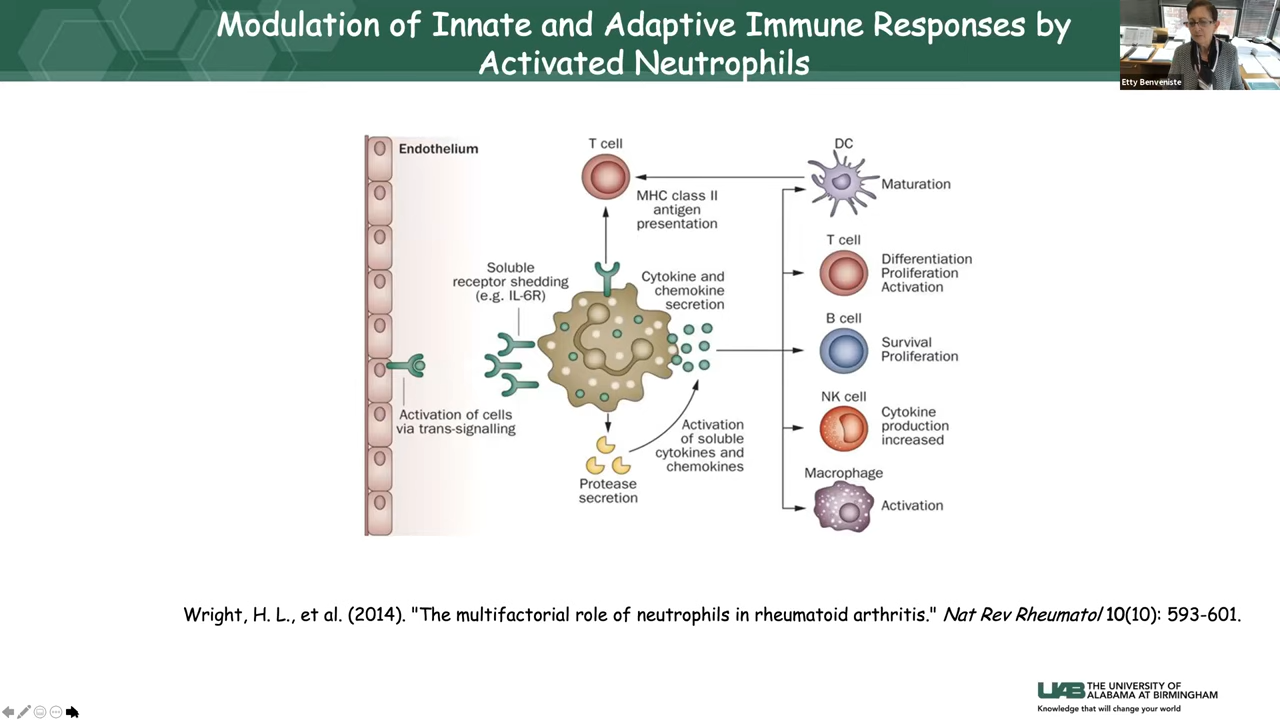 Modulation of Innate and Adaptive Immune Responses by
Activated Neutrophils
Etty Benveniste
Endothelium
T cell
MHC class II
antigen
presentation
DC
Maturation
T cell
Differentiation
Proliferation
Activation
Soluble
receptor shedding
(e.g. IL-6R)
Cytokine and
chemokine
secretion
B cell
Survival
Proliferation
Activation of cells
via trans-signalling
NK cell
Cytokine
production
increased
Activation
of soluble
cytokines and
chemokines
Protease
secretion
Macrophage
Activation
Wright, H. L., et al. (2014). "The multifactorial role of neutrophils in rheumatoid arthritis." Nat Rev Rheumatol 10(10): 593-601.
UAB THE UNIVERSITY OF
ALABAMA AT BIRMINGHAM
Knowledge that will change your world